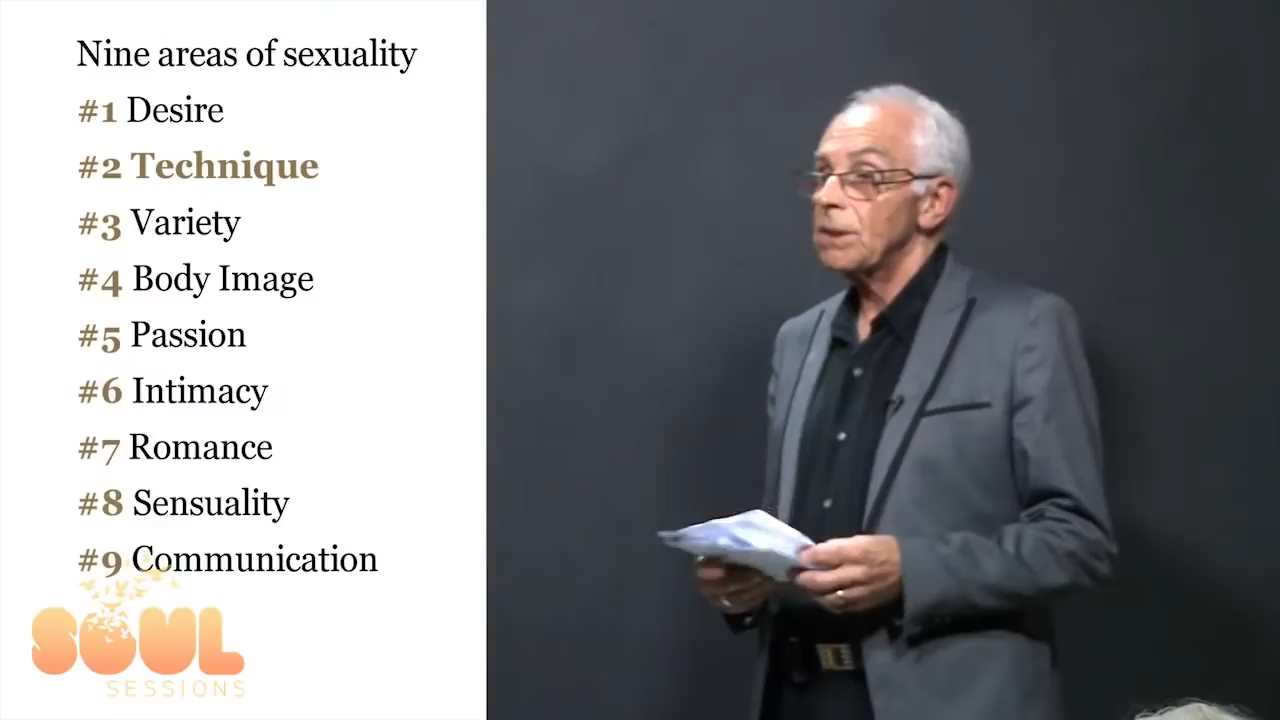 Nine areas of sexuality
#1 Desire
#2 Technique
#3 Variety
#4 Body Image
#5 Passion
#6 Intimacy
#7 Romance
#8 Sensuality
#9 Communication
SOUL
SESSIONS